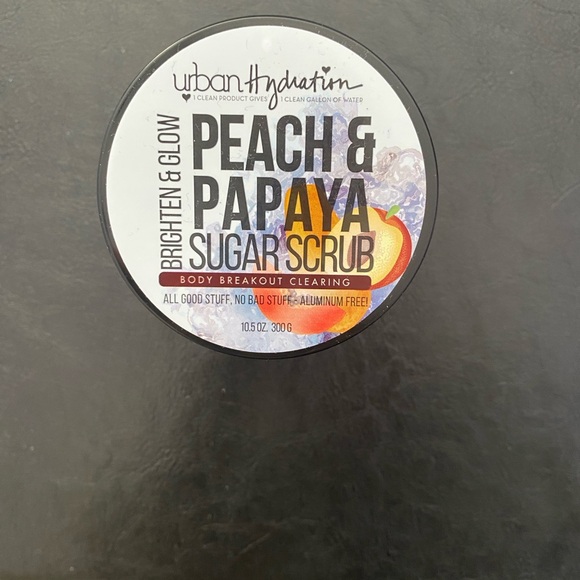 urban Hydration
1 CLEAN PRODUCT GIVES 1 CLEAN GALLON OF WATER
BRIGHTEN & GLOW
PEACH &
PAPAYA
SUGAR SCRUB
BODY BREAKOUT CLEARING
ALL GOOD STUFF, NO BAD STUFF - ALUMINUM FREE!
10.5 OZ. 300 G